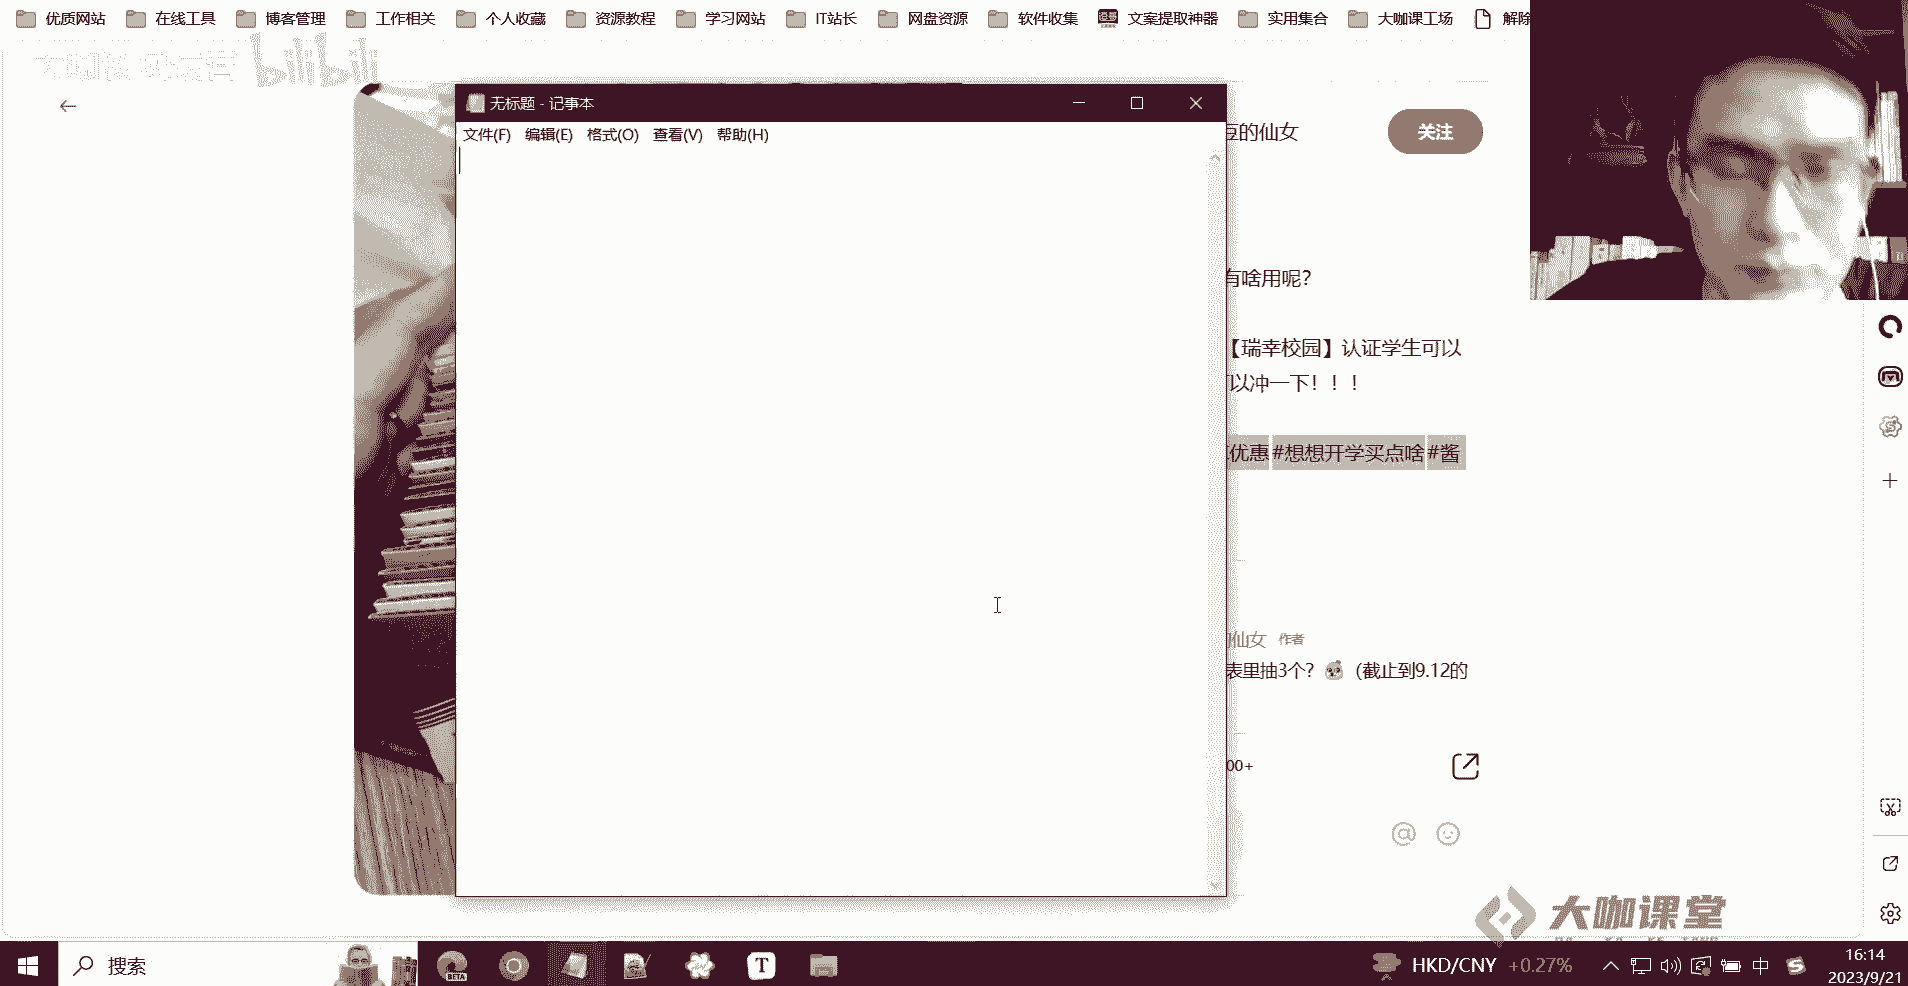 优质网站 在线工具 博客管理 工作相关 个人收藏 资源教程 学习网站 IT站长 网盘资源 软件收集 文案提取神器 实用集合 大咖课工场 解除
bilibili
无标题 - 记事本
文件(F) 编辑(E) 格式(O) 查看(V) 帮助(H)
豆的仙女
关注
有啥用呢？
【瑞幸校园】认证学生可以
以冲一下！！！
优惠 #想想开学买点啥 #酱
仙女 作者
表里抽3个？ （截止到9.12的
00+
大咖课堂
搜索
BETA
T
HKD/CNY +0.27%
中
16:14
2023/9/21